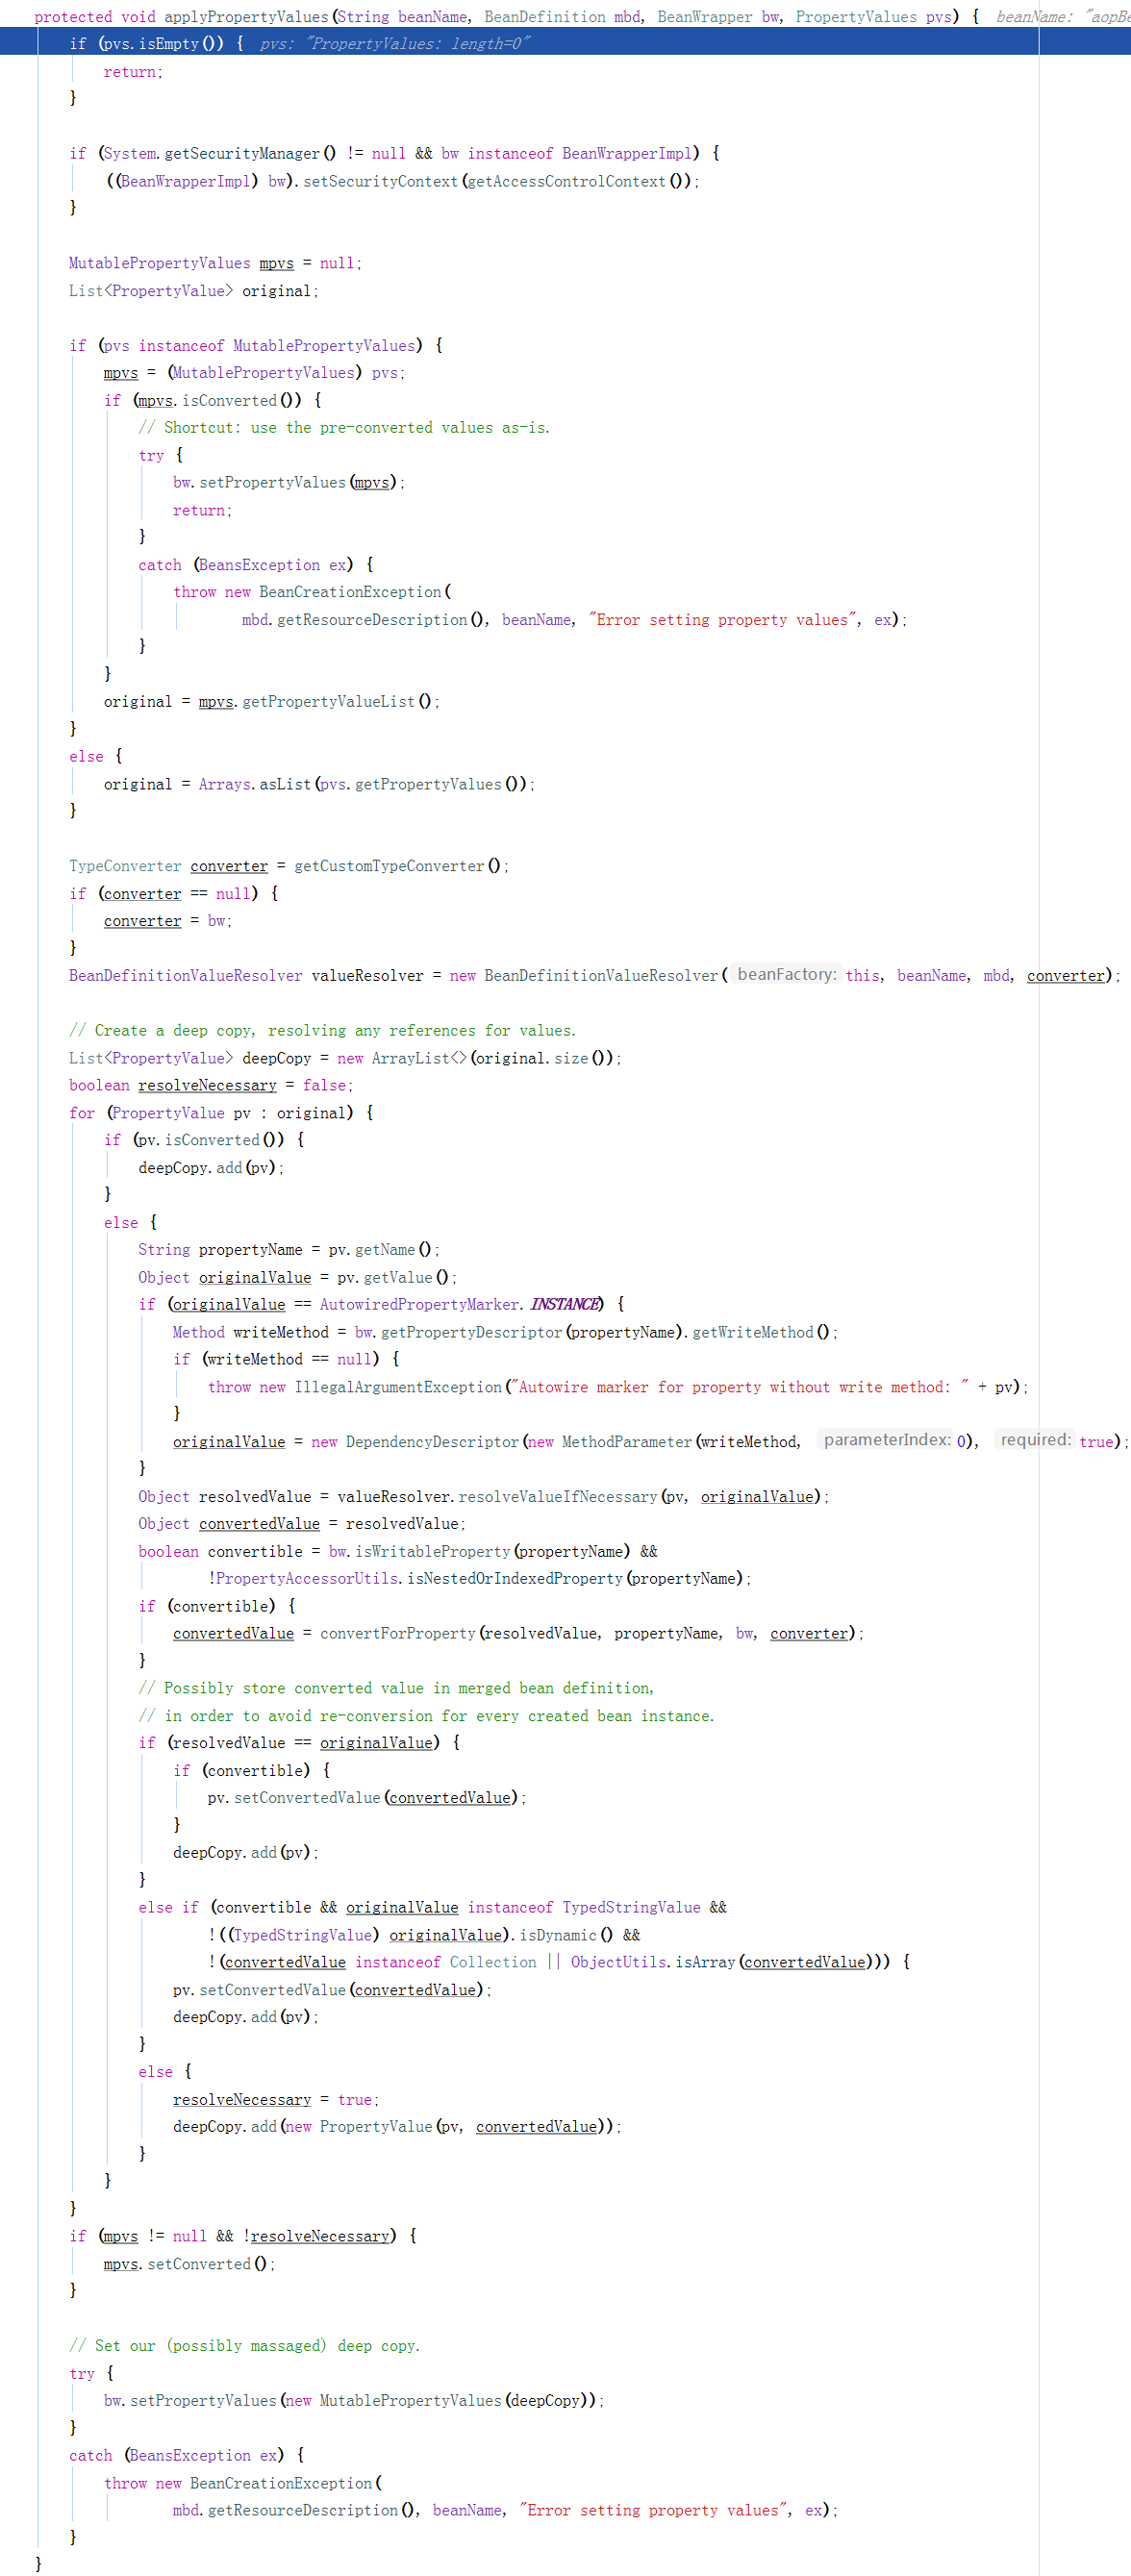 protected void applyPropertyValues(String beanName, BeanDefinition mbd, BeanWrapper bw, PropertyValues pvs) {  beanName: "aopBe
    if (pvs.isEmpty()) {  pvs: "PropertyValues: length=0"
        return;
    }

    if (System.getSecurityManager() != null && bw instanceof BeanWrapperImpl) {
        ((BeanWrapperImpl) bw).setSecurityContext(getAccessControlContext());
    }

    MutablePropertyValues mpvs = null;
    List<PropertyValue> original;

    if (pvs instanceof MutablePropertyValues) {
        mpvs = (MutablePropertyValues) pvs;
        if (mpvs.isConverted()) {
            // Shortcut: use the pre-converted values as-is.
            try {
                bw.setPropertyValues(mpvs);
                return;
            }
            catch (BeansException ex) {
                throw new BeanCreationException(
                        mbd.getResourceDescription(), beanName, "Error setting property values", ex);
            }
        }
        original = mpvs.getPropertyValueList();
    }
    else {
        original = Arrays.asList(pvs.getPropertyValues());
    }

    TypeConverter converter = getCustomTypeConverter();
    if (converter == null) {
        converter = bw;
    }
    BeanDefinitionValueResolver valueResolver = new BeanDefinitionValueResolver( beanFactory: this, beanName, mbd, converter);

    // Create a deep copy, resolving any references for values.
    List<PropertyValue> deepCopy = new ArrayList<>(original.size());
    boolean resolveNecessary = false;
    for (PropertyValue pv : original) {
        if (pv.isConverted()) {
            deepCopy.add(pv);
        }
        else {
            String propertyName = pv.getName();
            Object originalValue = pv.getValue();
            if (originalValue == AutowiredPropertyMarker.INSTANCE) {
                Method writeMethod = bw.getPropertyDescriptor(propertyName).getWriteMethod();
                if (writeMethod == null) {
                    throw new IllegalArgumentException("Autowire marker for property without write method: " + pv);
                }
                originalValue = new DependencyDescriptor(new MethodParameter(writeMethod,  parameterIndex: 0),  required: true);
            }
            Object resolvedValue = valueResolver.resolveValueIfNecessary(pv, originalValue);
            Object convertedValue = resolvedValue;
            boolean convertible = bw.isWritableProperty(propertyName) &&
                    !PropertyAccessorUtils.isNestedOrIndexedProperty(propertyName);
            if (convertible) {
                convertedValue = convertForProperty(resolvedValue, propertyName, bw, converter);
            }
            // Possibly store converted value in merged bean definition,
            // in order to avoid re-conversion for every created bean instance.
            if (resolvedValue == originalValue) {
                if (convertible) {
                    pv.setConvertedValue(convertedValue);
                }
                deepCopy.add(pv);
            }
            else if (convertible && originalValue instanceof TypedStringValue &&
                    !((TypedStringValue) originalValue).isDynamic() &&
                    !(convertedValue instanceof Collection || ObjectUtils.isArray(convertedValue))) {
                pv.setConvertedValue(convertedValue);
                deepCopy.add(pv);
            }
            else {
                resolveNecessary = true;
                deepCopy.add(new PropertyValue(pv, convertedValue));
            }
        }
    }
    if (mpvs != null && !resolveNecessary) {
        mpvs.setConverted();
    }

    // Set our (possibly massaged) deep copy.
    try {
        bw.setPropertyValues(new MutablePropertyValues(deepCopy));
    }
    catch (BeansException ex) {
        throw new BeanCreationException(
                mbd.getResourceDescription(), beanName, "Error setting property values", ex);
    }
}